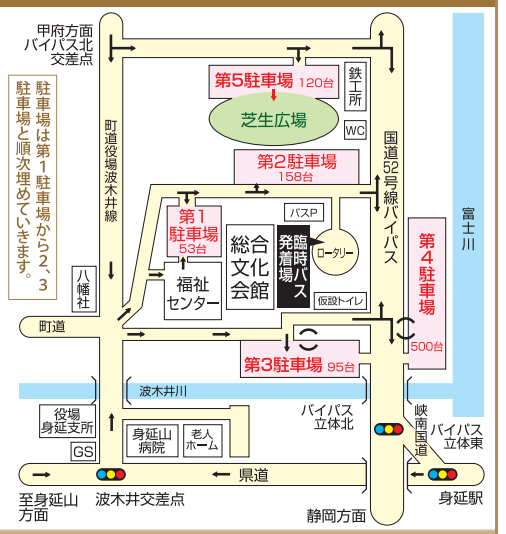 甲府方面
バイパス北
交差点
駐車場は第1駐車場から2、3
駐車場と順次埋めていきます。
町道役場波木井線
第5駐車場 120台
芝生広場
鉄工所
WC
第2駐車場
158台
国道52号線バイパス
富士川
第1
駐車場
53台
バスP
総合
文化
会館
臨時バス
発着場
ロータリー
仮設トイレ
第4駐車場
500台
福祉
センター
八幡社
町道
第3駐車場 95台
波木井川
役場
身延支所
GS
身延山
病院
老人
ホーム
バイパス
立体北
峡南国道
バイパス
立体東
県道
至身延山
方面
波木井交差点
静岡方面
身延駅